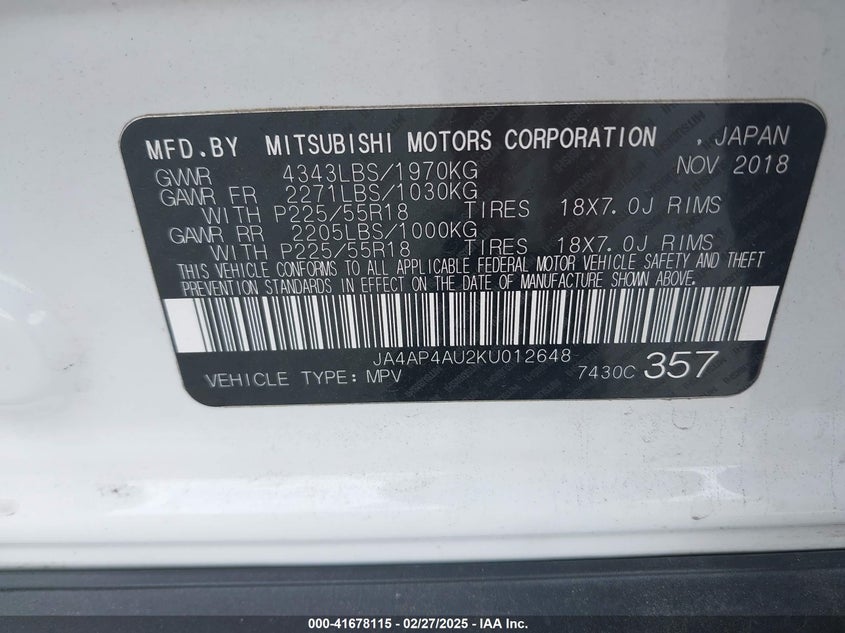 MFD.BY MITSUBISHI MOTORS CORPORATION , JAPAN
GVWR 4343LBS/1970KG NOV 2018
GAWR FR 2271LBS/1030KG
WITH P225/55R18 TIRES 18X7.0J RIMS
GAWR RR 2205LBS/1000KG
WITH P225/55R18 TIRES 18X7.0J RIMS
THIS VEHICLE CONFORMS TO ALL APPLICABLE FEDERAL MOTOR VEHICLE SAFETY AND THEFT
PREVENTION STANDARDS IN EFFECT ON THE DATE OF MANUFACTURE SHOWN ABOVE.
JA4AP4AU2KU012648
VEHICLE TYPE: MPV 7430C 357
000-41678115 - 02/27/2025 - IAA Inc.